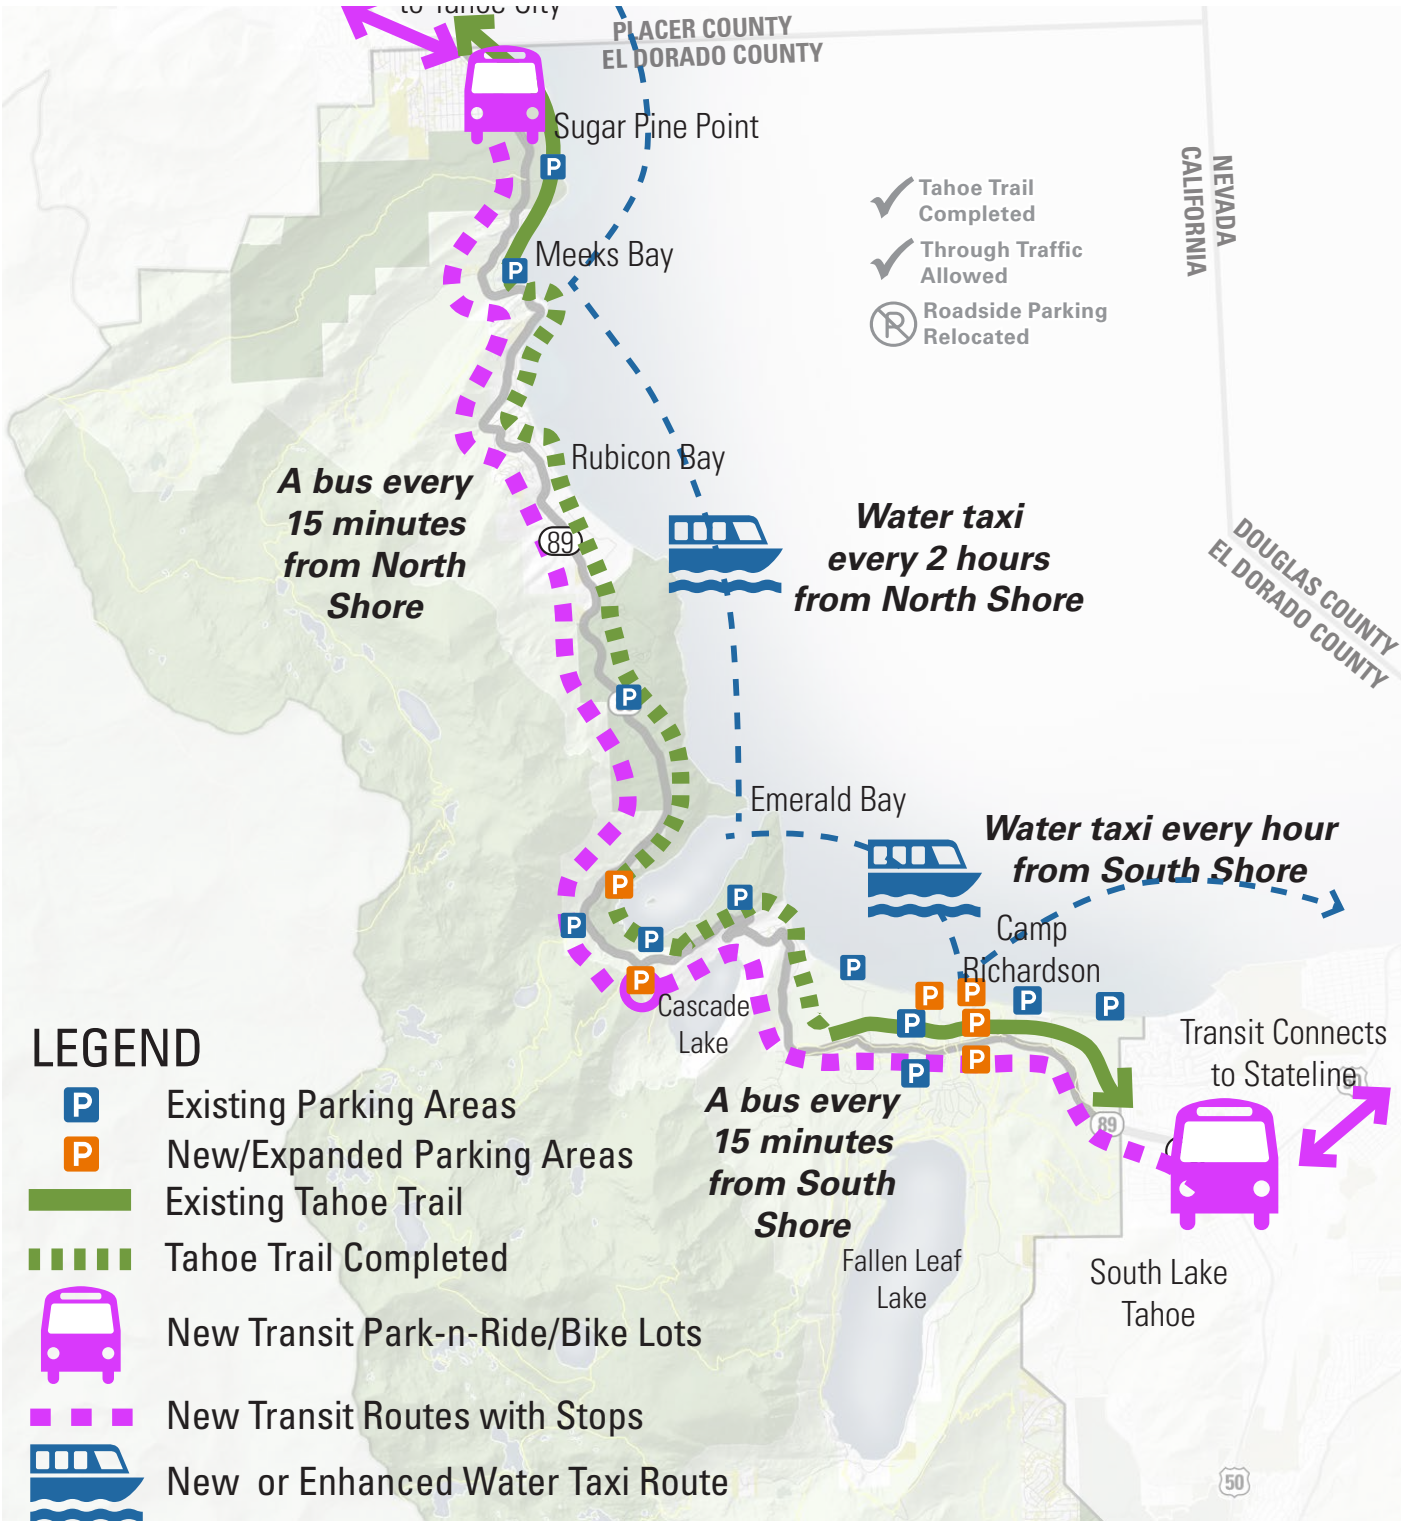 to Tahoe City
PLACER COUNTY
EL DORADO COUNTY
Sugar Pine Point
P
NEVADA
CALIFORNIA
Tahoe Trail
Completed
Through Traffic
Allowed
P
Roadside Parking
Relocated
Meeks Bay
P
Rubicon Bay
A bus every
15 minutes
from North
Shore
89
Water taxi
every 2 hours
from North Shore
DOUGLAS COUNTY
EL DORADO COUNTY
P
Emerald Bay
Water taxi every hour
from South Shore
P
P
P
P
P
Camp
Richardson
P
P
P
P
P
P
P
P
P
P
Cascade
Lake
Transit Connects
to Stateline
A bus every
15 minutes
from South
Shore
89
Fallen Leaf
Lake
South Lake
Tahoe
50
LEGEND
P
Existing Parking Areas
P
New/Expanded Parking Areas
Existing Tahoe Trail
Tahoe Trail Completed
New Transit Park-n-Ride/Bike Lots
New Transit Routes with Stops
New or Enhanced Water Taxi Route